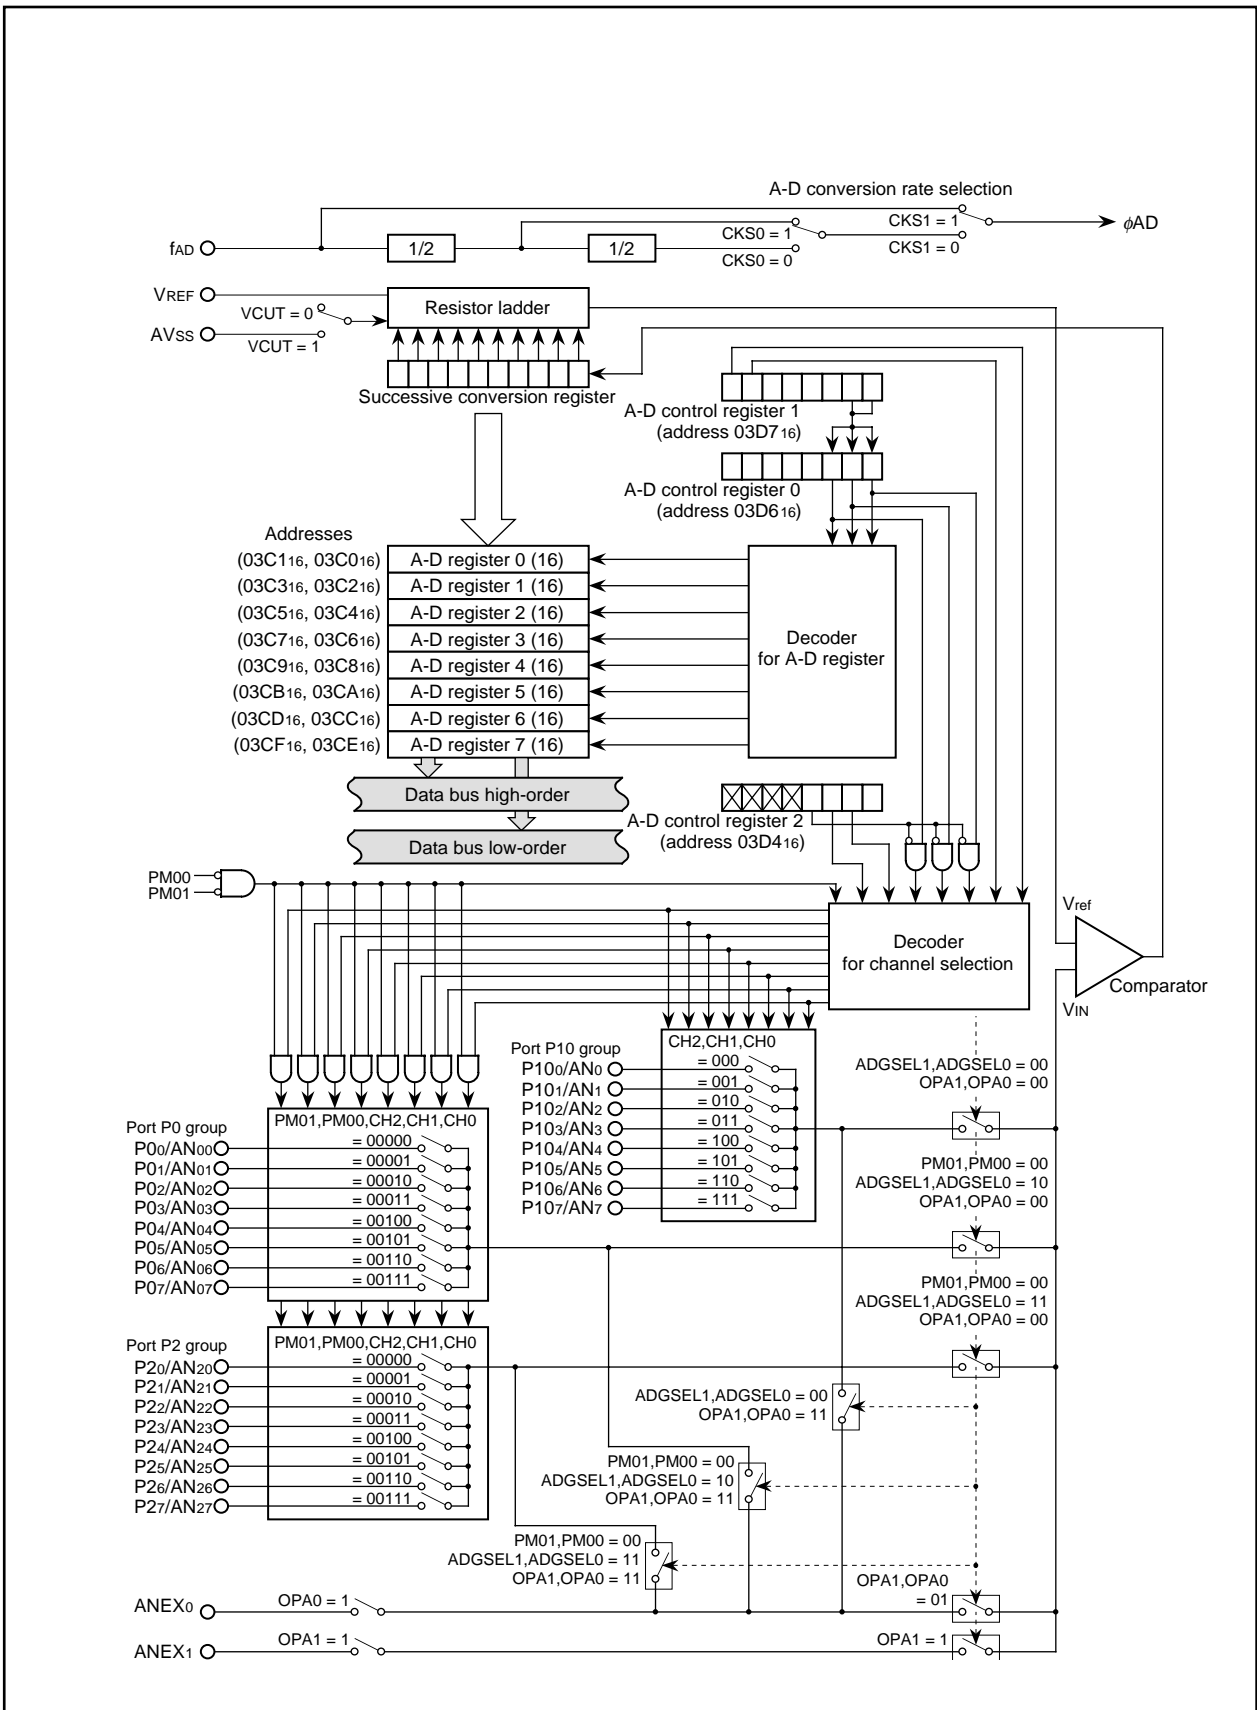 A-D conversion rate selection
CKS1 = 1
φAD
CKS0 = 1
fAD
1/2
1/2
CKS1 = 0
CKS0 = 0
VREF
Resistor ladder
VCUT = 0
AVSS
VCUT = 1
Successive conversion register
A-D control register 1
(address 03D716)
A-D control register 0
(address 03D616)
Addresses
(03C116, 03C016) A-D register 0 (16)
(03C316, 03C216) A-D register 1 (16)
(03C516, 03C416) A-D register 2 (16)
(03C716, 03C616) A-D register 3 (16)
(03C916, 03C816) A-D register 4 (16)
(03CB16, 03CA16) A-D register 5 (16)
(03CD16, 03CC16) A-D register 6 (16)
(03CF16, 03CE16) A-D register 7 (16)
Decoder
for A-D register
Data bus high-order
Data bus low-order
A-D control register 2
(address 03D416)
PM00
PM01
Decoder
for channel selection
Vref
Comparator
VIN
Port P10 group
CH2,CH1,CH0
P100/AN0 = 000
P101/AN1 = 001
P102/AN2 = 010
P103/AN3 = 011
P104/AN4 = 100
P105/AN5 = 101
P106/AN6 = 110
P107/AN7 = 111
ADGSEL1,ADGSEL0 = 00
OPA1,OPA0 = 00
PM01,PM00 = 00
ADGSEL1,ADGSEL0 = 10
OPA1,OPA0 = 00
PM01,PM00 = 00
ADGSEL1,ADGSEL0 = 11
OPA1,OPA0 = 00
Port P0 group
PM01,PM00,CH2,CH1,CH0
P00/AN00 = 00000
P01/AN01 = 00001
P02/AN02 = 00010
P03/AN03 = 00011
P04/AN04 = 00100
P05/AN05 = 00101
P06/AN06 = 00110
P07/AN07 = 00111
Port P2 group
PM01,PM00,CH2,CH1,CH0
P20/AN20 = 00000
P21/AN21 = 00001
P22/AN22 = 00010
P23/AN23 = 00011
P24/AN24 = 00100
P25/AN25 = 00101
P26/AN26 = 00110
P27/AN27 = 00111
ADGSEL1,ADGSEL0 = 00
OPA1,OPA0 = 11
PM01,PM00 = 00
ADGSEL1,ADGSEL0 = 10
OPA1,OPA0 = 11
PM01,PM00 = 00
ADGSEL1,ADGSEL0 = 11
OPA1,OPA0 = 11
OPA1,OPA0
= 01
ANEX0
OPA0 = 1
ANEX1
OPA1 = 1
OPA1 = 1